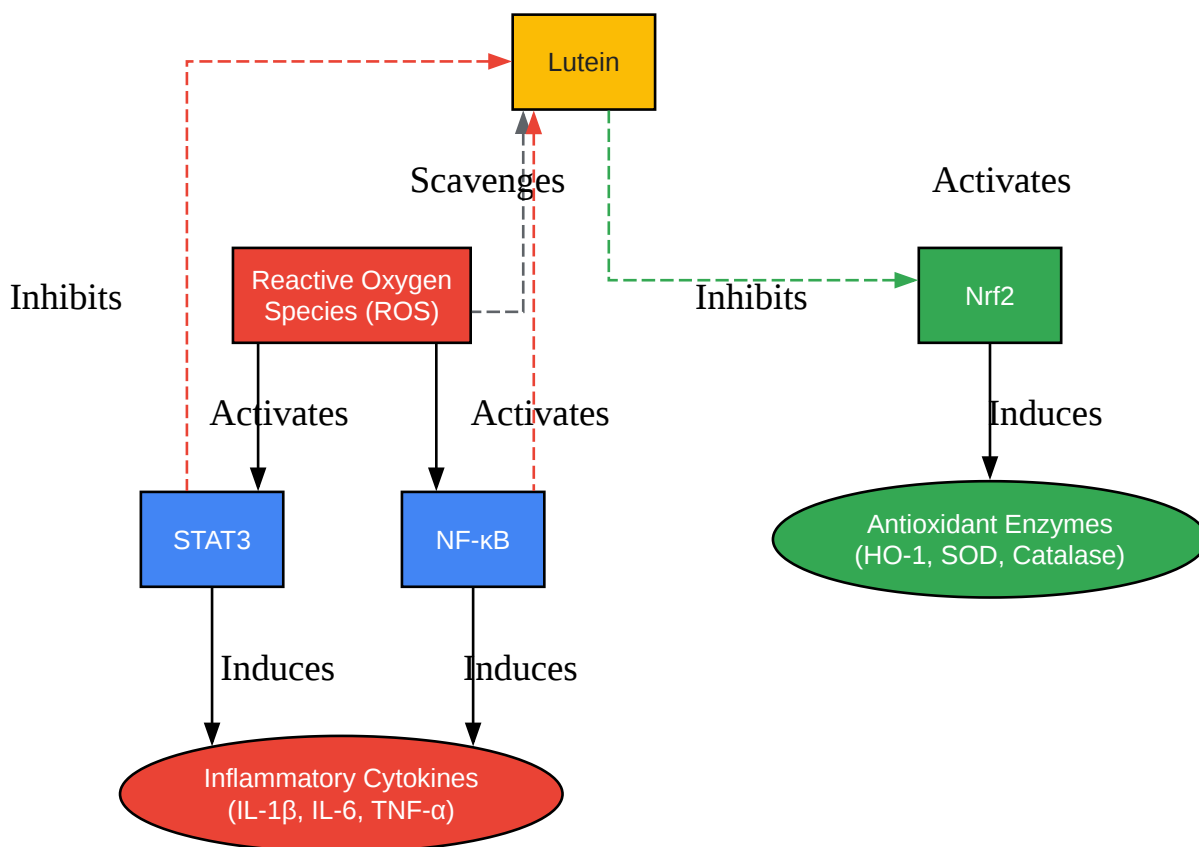 Lutein
Scavenges
Activates
Reactive Oxygen
Species (ROS)
Inhibits
Inhibits
Nrf2
Activates
Activates
Induces
STAT3
NF-κB
Antioxidant Enzymes
(HO-1, SOD, Catalase)
Induces
Induces
Inflammatory Cytokines
(IL-1β, IL-6, TNF-α)